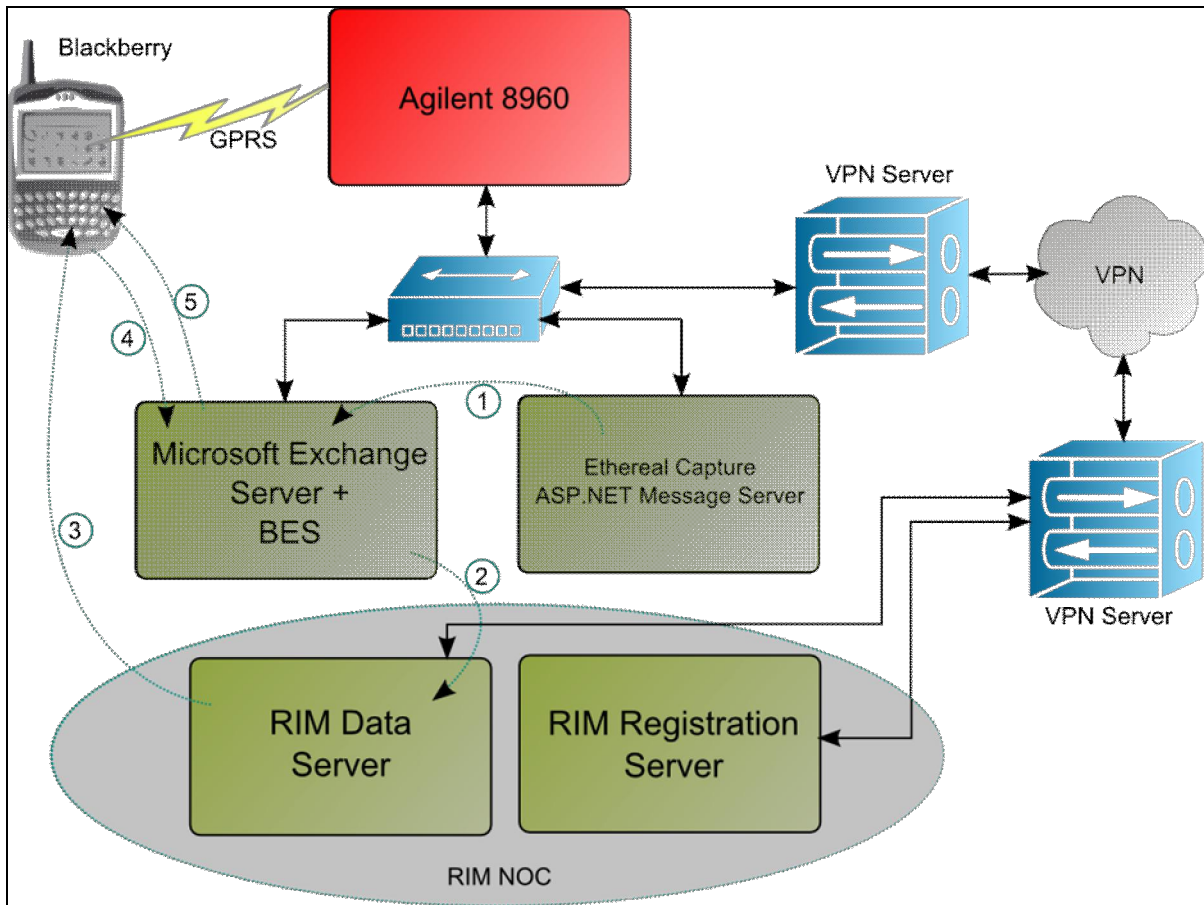 Blackberry
Agilent 8960
GPRS
VPN Server
VPN
5
4
1
Microsoft Exchange
Server +
BES
Ethereal Capture
ASP.NET Message Server
3
2
VPN Server
RIM Data
Server
RIM Registration
Server
RIM NOC